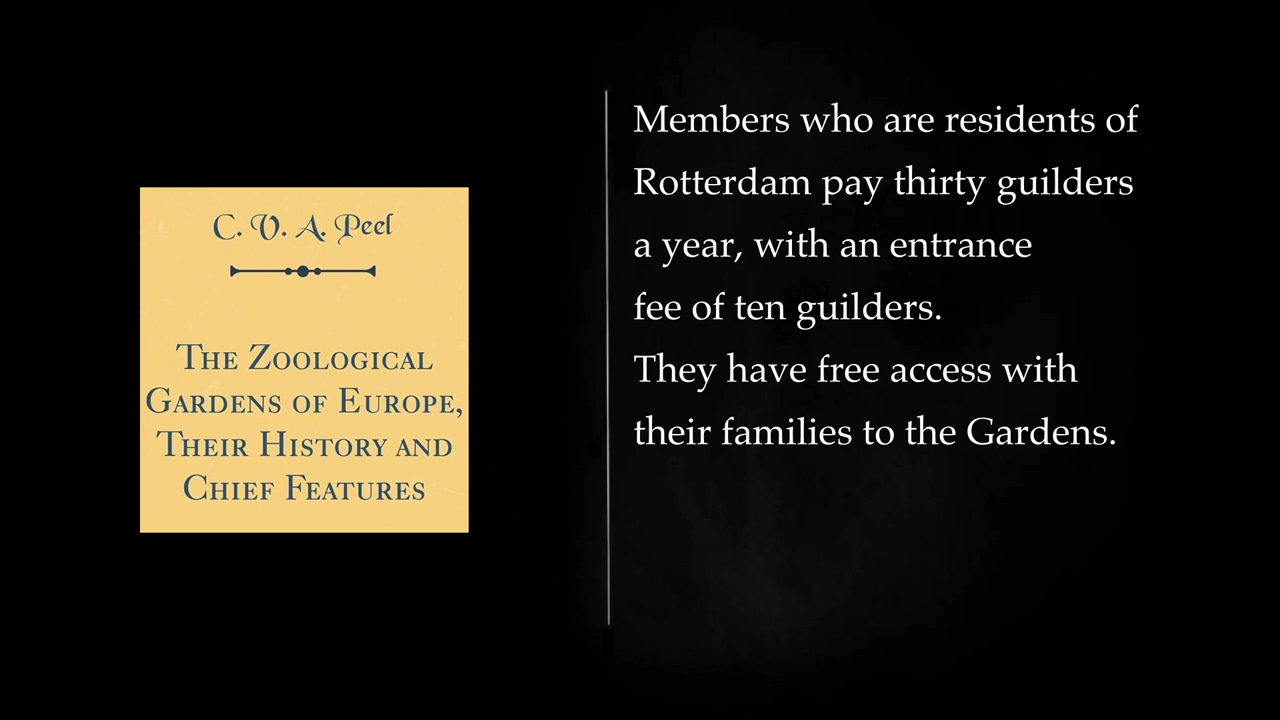 C. V. A. Peel
The Zoological
Gardens of Europe,
Their History and
Chief Features
Members who are residents of
Rotterdam pay thirty guilders
a year, with an entrance
fee of ten guilders.
They have free access with
their families to the Gardens.